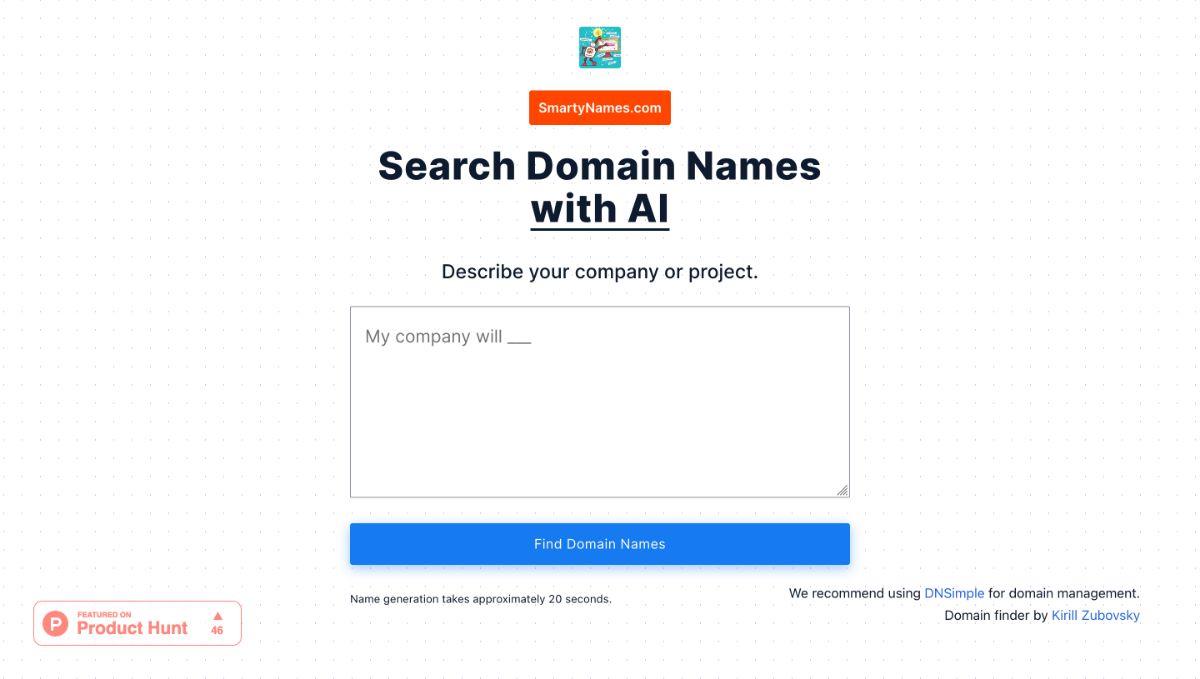 SmartyNames.com
Search Domain Names
with AI
Describe your company or project.
My company will ___
Find Domain Names
Name generation takes approximately 20 seconds.
We recommend using DNSimple for domain management.
Domain finder by Kirill Zubovsky
FEATURED ON
Product Hunt
46